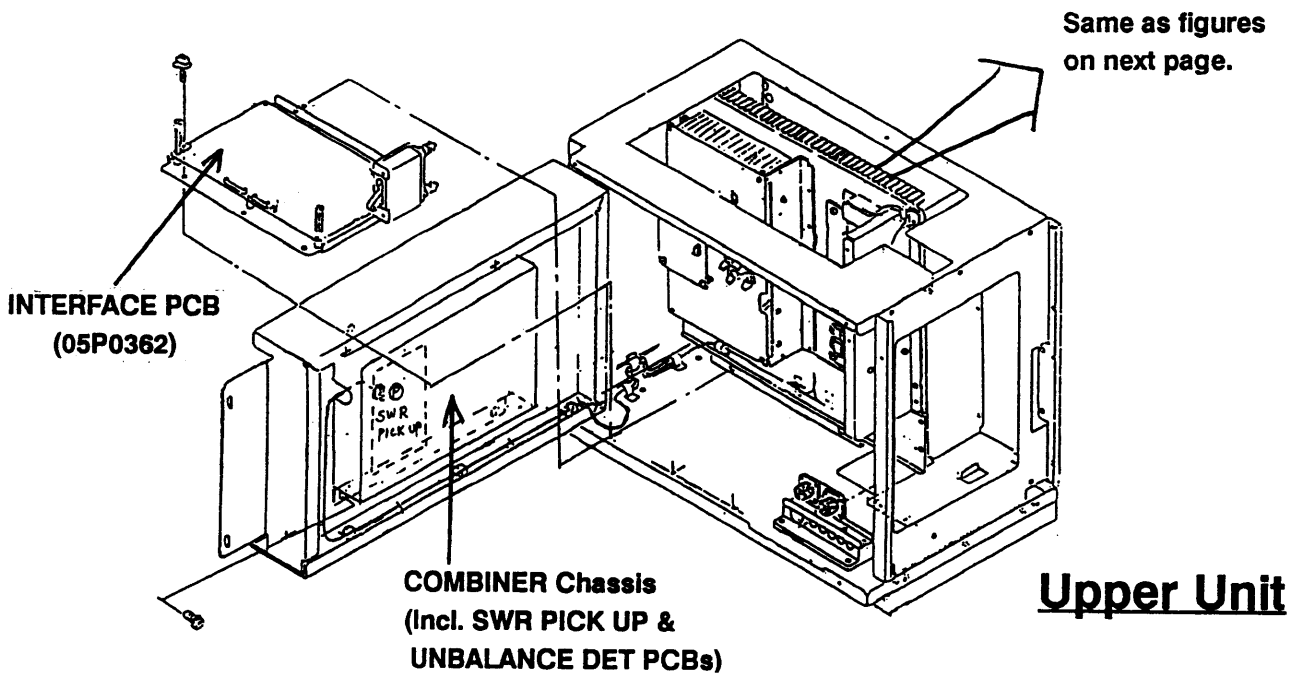 Same as figures
on next page.
INTERFACE PCB
(05P0362)
SWR
PICK UP
COMBINER Chassis
(Incl. SWR PICK UP &
UNBALANCE DET PCBs)
Upper Unit